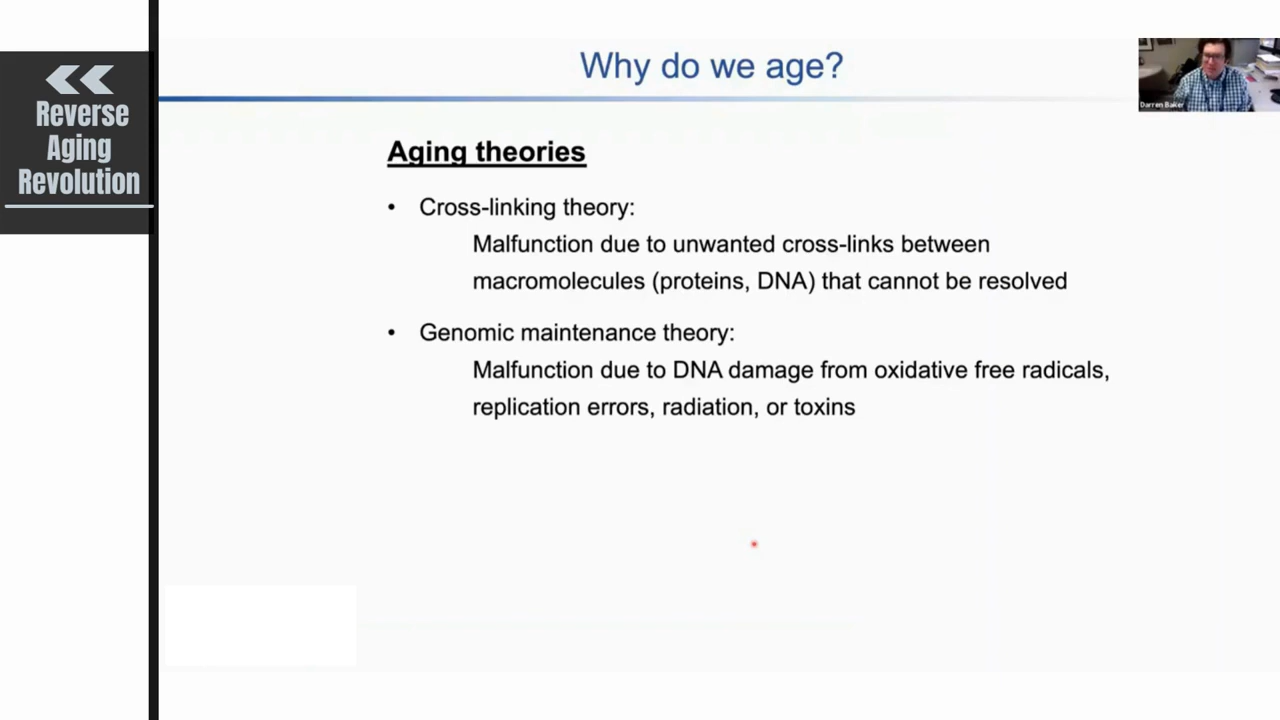 Reverse
Aging
Revolution
Why do we age?
Darren Baker
Aging theories
• Cross-linking theory:
Malfunction due to unwanted cross-links between
macromolecules (proteins, DNA) that cannot be resolved
• Genomic maintenance theory:
Malfunction due to DNA damage from oxidative free radicals,
replication errors, radiation, or toxins